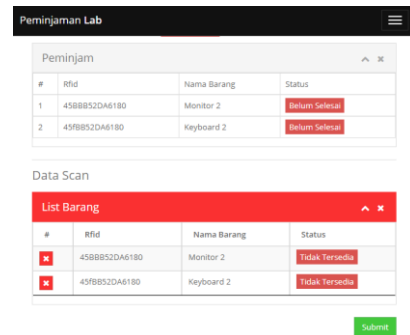 Peminjaman Lab
Peminjam
# Rfid Nama Barang Status
1 45BBB52DA6180 Monitor 2 Belum Selesai
2 45fBB52DA6180 Keyboard 2 Belum Selesai
Data Scan
List Barang
# Rfid Nama Barang Status
45BBB52DA6180 Monitor 2 Tidak Tersedia
45fBB52DA6180 Keyboard 2 Tidak Tersedia
Submit